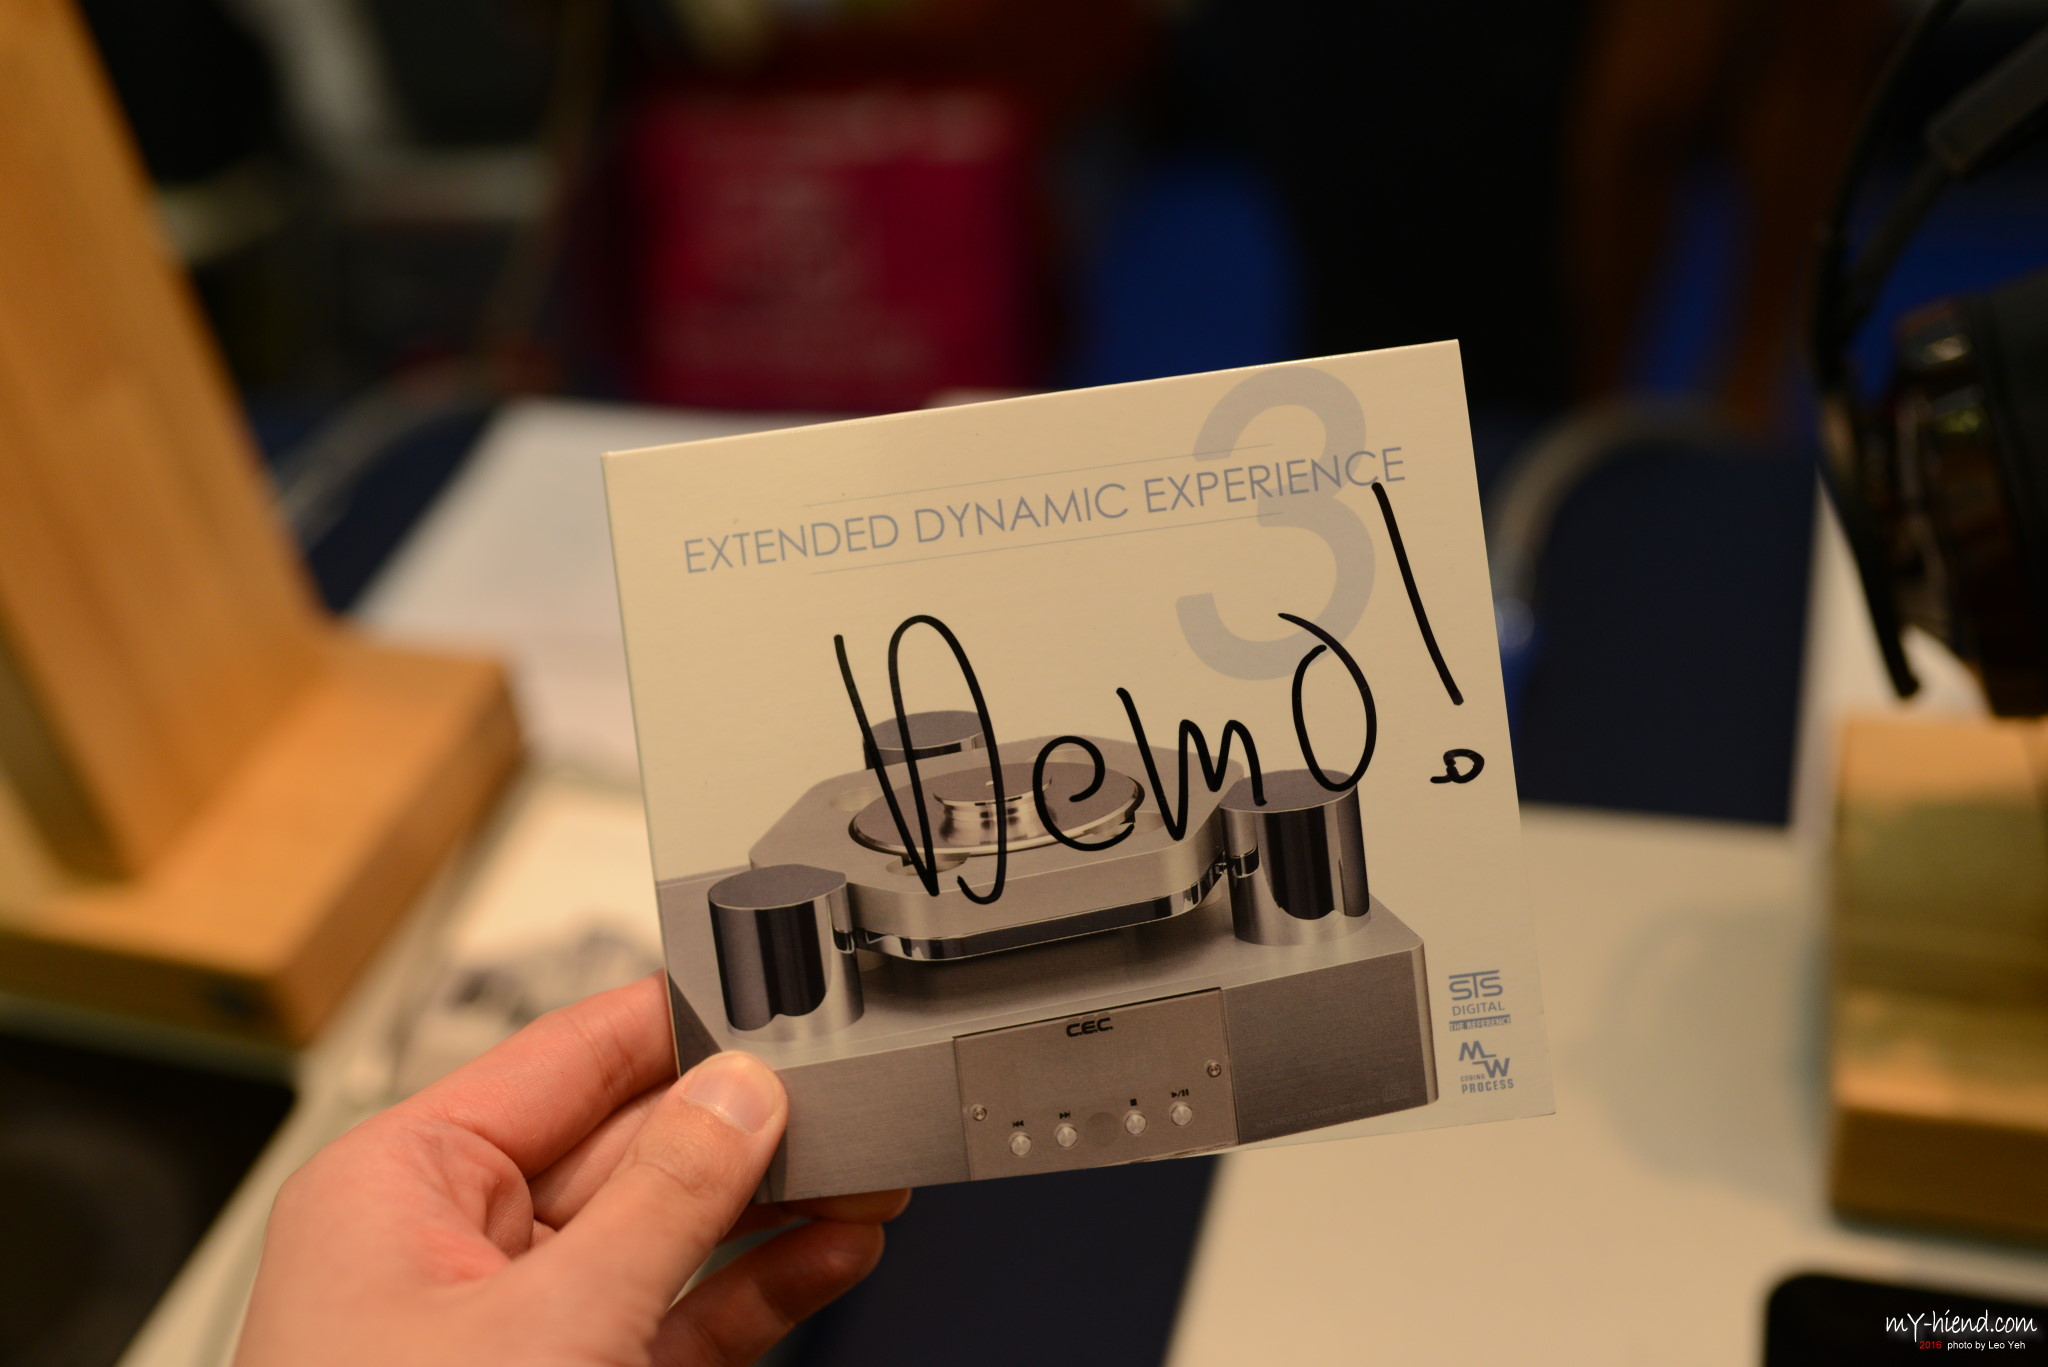 3
EXTENDED DYNAMIC EXPERIENCE
Demo!
C.E.C.
STS
DIGITAL
THE REFERENCE
MW
CODING
PROCESS
my-hiend.com
2016 photo by Leo Yeh